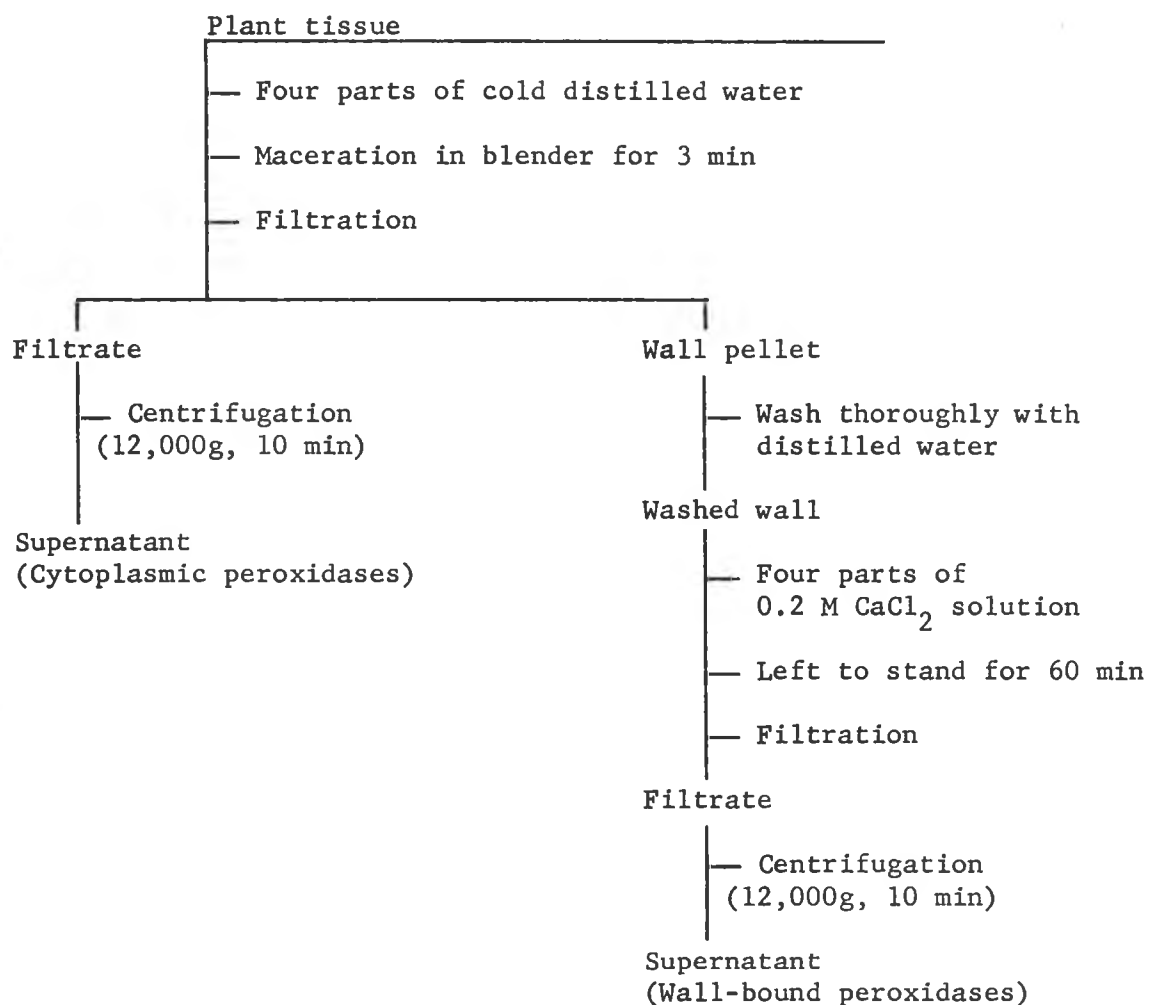 Plant tissue
Four parts of cold distilled water
Maceration in blender for 3 min
Filtration
Filtrate
Centrifugation
(12,000g, 10 min)
Supernatant
(Cytoplasmic peroxidases)
Wall pellet
Wash thoroughly with
distilled water
Washed wall
Four parts of
0.2 M CaCl2 solution
Left to stand for 60 min
Filtration
Filtrate
Centrifugation
(12,000g, 10 min)
Supernatant
(Wall-bound peroxidases)